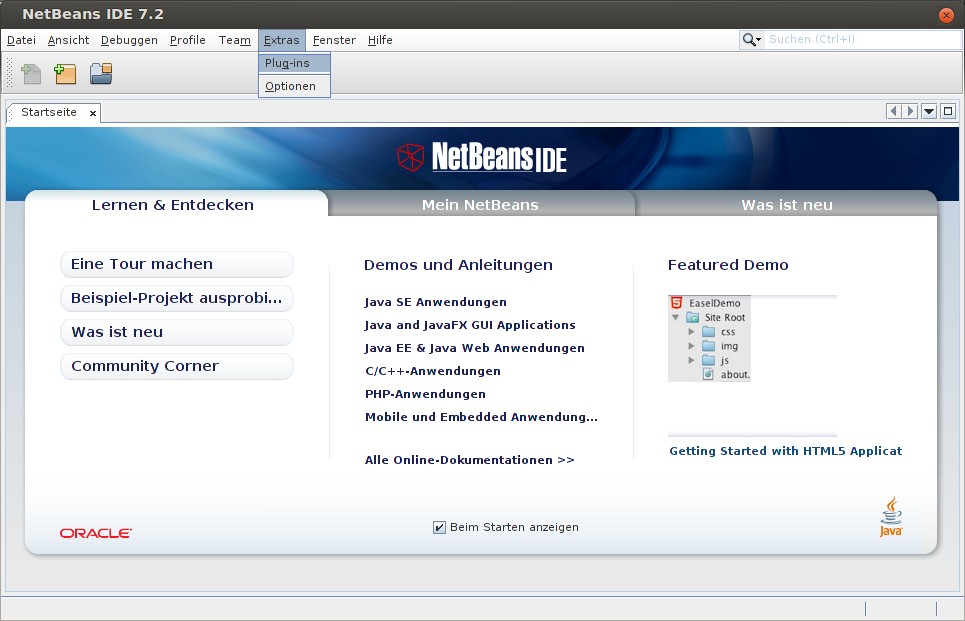 NetBeans IDE 7.2
Datei Ansicht Debuggen Profile Team Extras Fenster Hilfe
Suchen (Ctrl+I)
Plug-ins
Optionen
Startseite
NetBeans IDE
Lernen & Entdecken
Mein NetBeans
Was ist neu
Eine Tour machen
Beispiel-Projekt ausprobi...
Was ist neu
Community Corner
Demos und Anleitungen
Java SE Anwendungen
Java and JavaFX GUI Applications
Java EE & Java Web Anwendungen
C/C++-Anwendungen
PHP-Anwendungen
Mobile und Embedded Anwendung...
Alle Online-Dokumentationen >>
Featured Demo
EaselDemo
Site Root
css
img
js
about.
Getting Started with HTML5 Applicat
ORACLE
Beim Starten anzeigen
Java